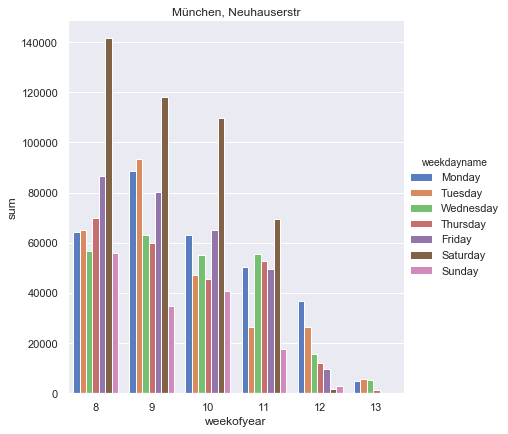 München, Neuhauserstr
sum
140000
120000
100000
80000
60000
40000
20000
0
8 9 10 11 12 13
weekofyear
weekdayname
Monday
Tuesday
Wednesday
Thursday
Friday
Saturday
Sunday